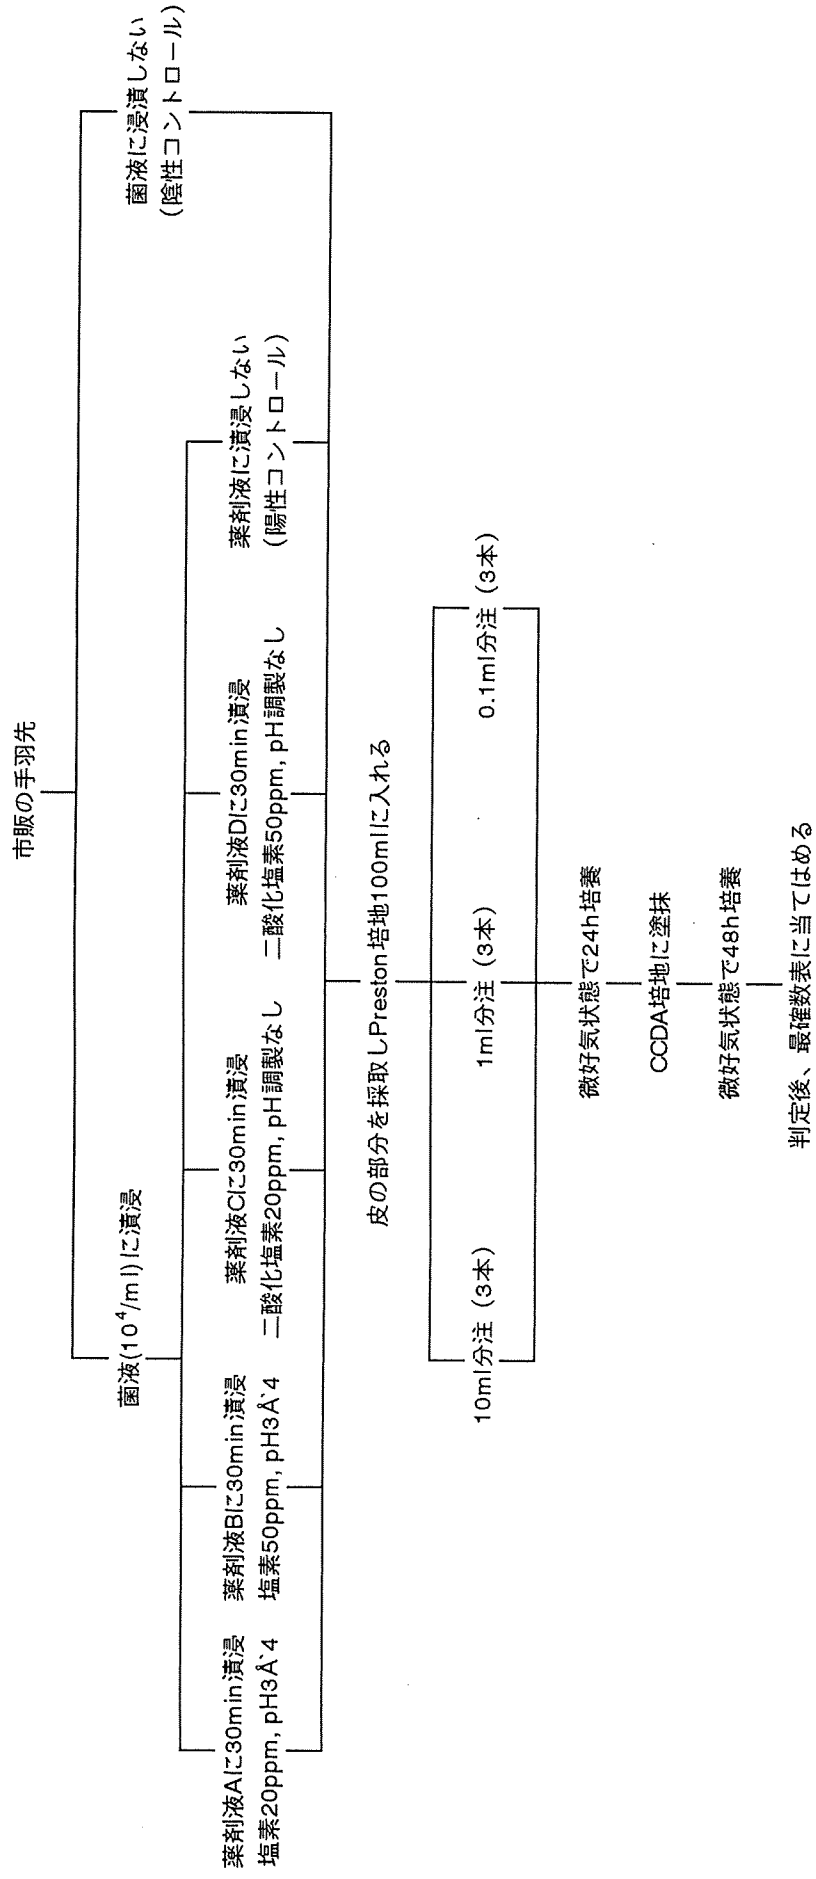 市販の手羽先
菌液(10⁴/ml)に漬浸
菌液に浸漬しない
(陰性コントロール)
薬剤液Aに30min漬浸
塩素20ppm, pH3Å`4
薬剤液Bに30min漬浸
塩素50ppm, pH3Å`4
薬剤液Cに30min漬浸
二酸化塩素20ppm, pH調製なし
薬剤液Dに30min漬浸
二酸化塩素50ppm, pH調製なし
薬剤液に漬浸しない
(陽性コントロール)
皮の部分を採取しPreston培地100mlに入れる
10ml分注 (3本)
1ml分注 (3本)
0.1ml分注 (3本)
微好気状態で24h培養
CCDA培地に塗抹
微好気状態で48h培養
判定後、最確数表に当てはめる